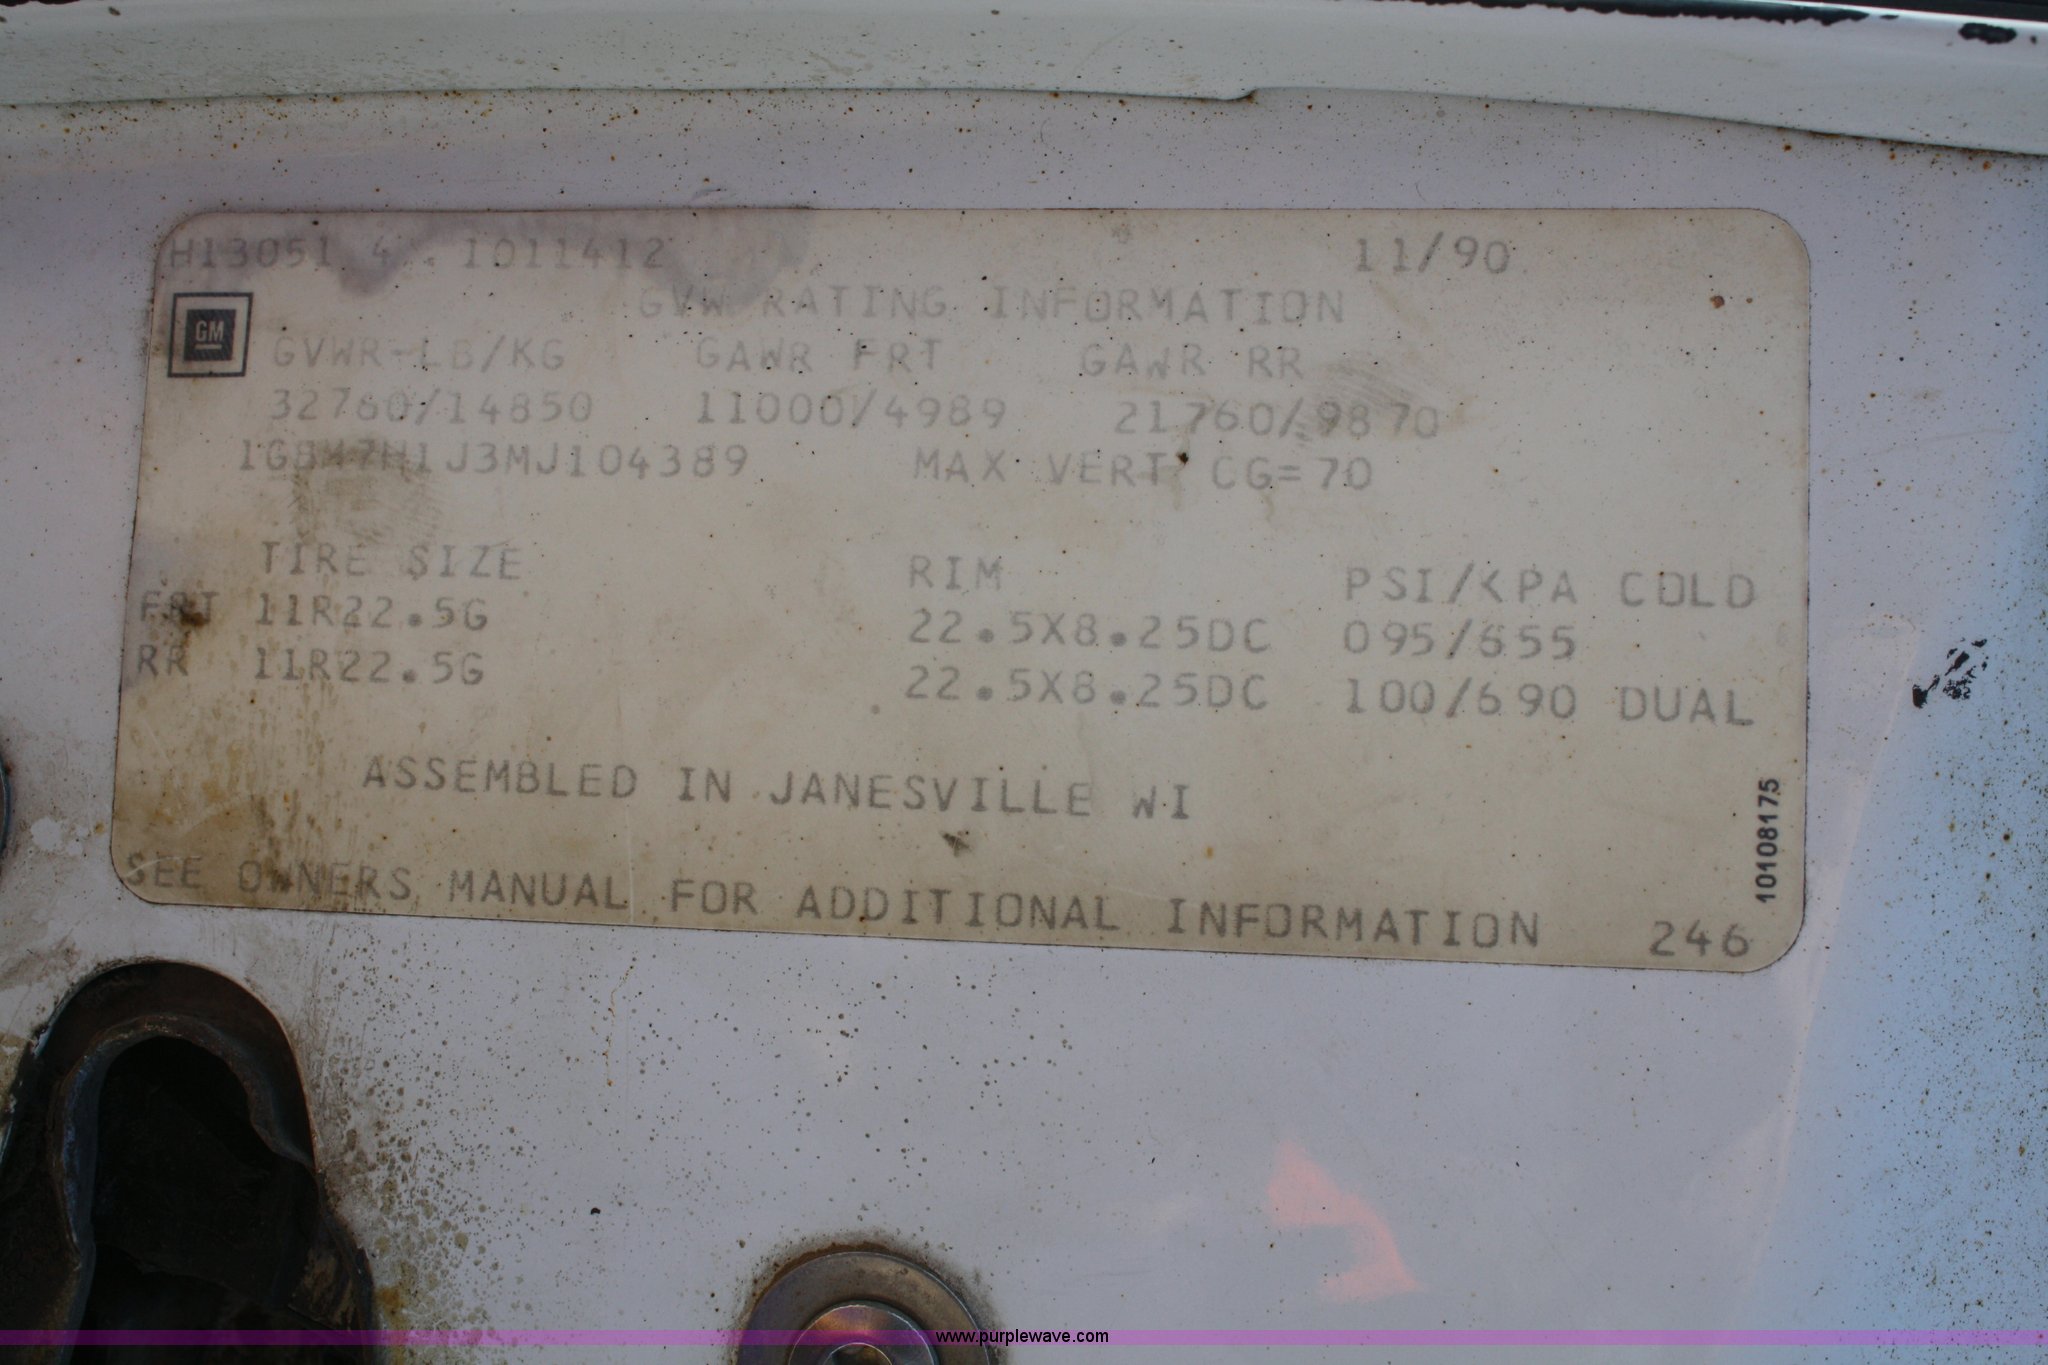 H13051 4 1011412 11/90
GVW RATING INFORMATION
GM
GVWR-LB/KG GAWR FRT GAWR RR
32760/14850 11000/4989 21760/9870
1GBM7H1J3MJ104389 MAX VERT CG=70
TIRE SIZE RIM PSI/KPA COLD
FRT 11R22.5G 22.5X8.25DC 095/655
RR 11R22.5G 22.5X8.25DC 100/690 DUAL
ASSEMBLED IN JANESVILLE WI
10108175
SEE OWNERS MANUAL FOR ADDITIONAL INFORMATION 246
www.purplewave.com